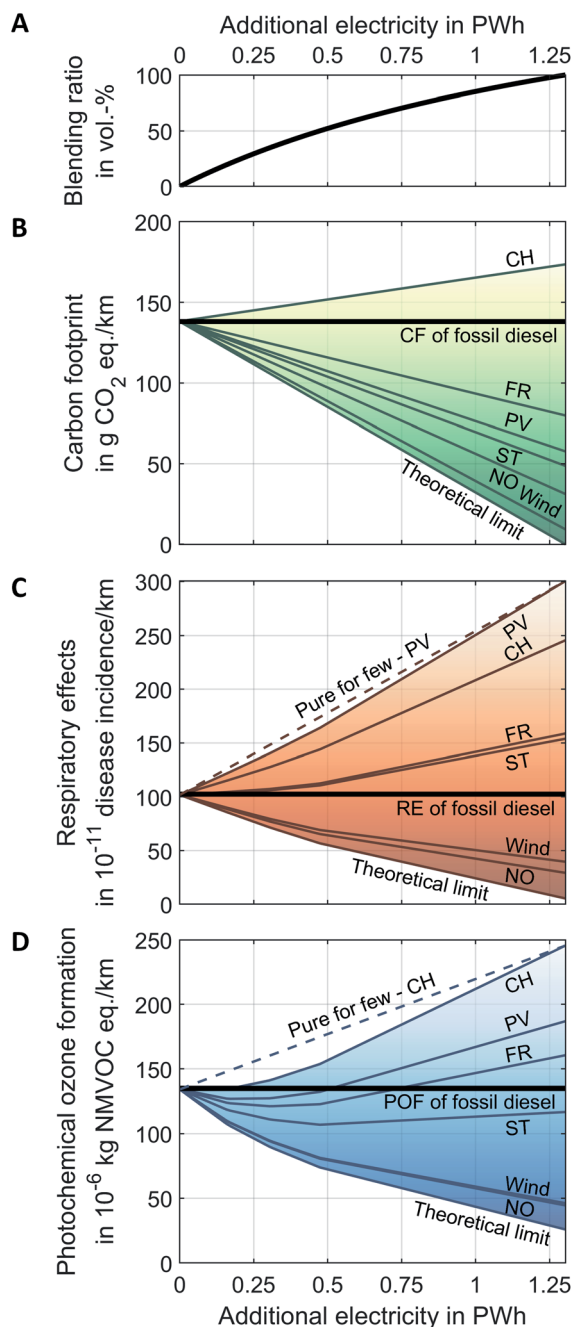 A
Additional electricity in PWh
0 0.25 0.5 0.75 1 1.25
Blending ratio
in vol.-%
100
50
0
B
Carbon footprint
in g CO2 eq./km
200
150
100
50
0
CH
CF of fossil diesel
FR
PV
ST
NO Wind
Theoretical limit
C
Respiratory effects
in 10-11 disease incidence/km
300
250
200
150
100
50
0
Pure for few - PV
PV
CH
FR
ST
RE of fossil diesel
Wind
NO
Theoretical limit
D
Photochemical ozone formation
in 10-6 kg NMVOC eq./km
250
200
150
100
50
0
Pure for few - CH
CH
PV
FR
POF of fossil diesel
ST
Wind
NO
Theoretical limit
0 0.25 0.5 0.75 1 1.25
Additional electricity in PWh